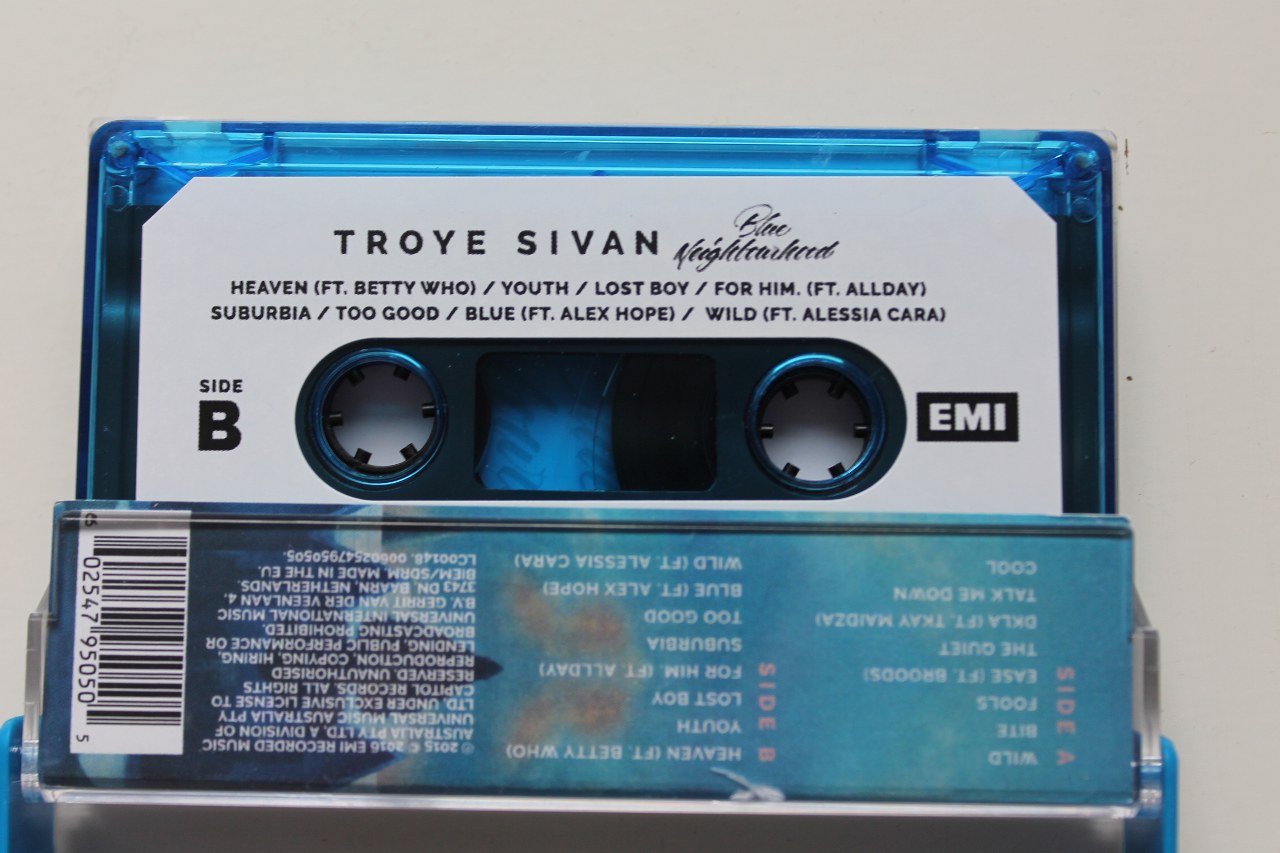 TROYE SIVAN Blue
Neighbourhood
HEAVEN (FT. BETTY WHO) / YOUTH / LOST BOY / FOR HIM. (FT. ALLDAY)
SUBURBIA / TOO GOOD / BLUE (FT. ALEX HOPE) / WILD (FT. ALESSIA CARA)
SIDE
B
EMI
SIDE A
WILD
BITE
FOOLS
EASE (FT. BROODS)
THE QUIET
DKLA (FT. TKAY MAIDZA)
TALK ME DOWN
COOL
SIDE B
HEAVEN (FT. BETTY WHO)
YOUTH
LOST BOY
FOR HIM. (FT. ALLDAY)
SUBURBIA
TOO GOOD
BLUE (FT. ALEX HOPE)
WILD (FT. ALESSIA CARA)
℗ 2015 © 2016 EMI RECORDED MUSIC
AUSTRALIA PTY LTD, A DIVISION OF
UNIVERSAL MUSIC AUSTRALIA PTY
LTD. UNDER EXCLUSIVE LICENSE TO
CAPITOL RECORDS. ALL RIGHTS
RESERVED. UNAUTHORISED
REPRODUCTION, COPYING, HIRING,
LENDING, PUBLIC PERFORMANCE OR
BROADCASTING PROHIBITED.
UNIVERSAL INTERNATIONAL MUSIC
B.V. GERRIT VAN DER VEENLAAN 4,
3743 DN, BAARN, NETHERLANDS.
BIEM/SDRM. MADE IN THE EU.
LC00148. 00602547950505.
6 02547 95050 5